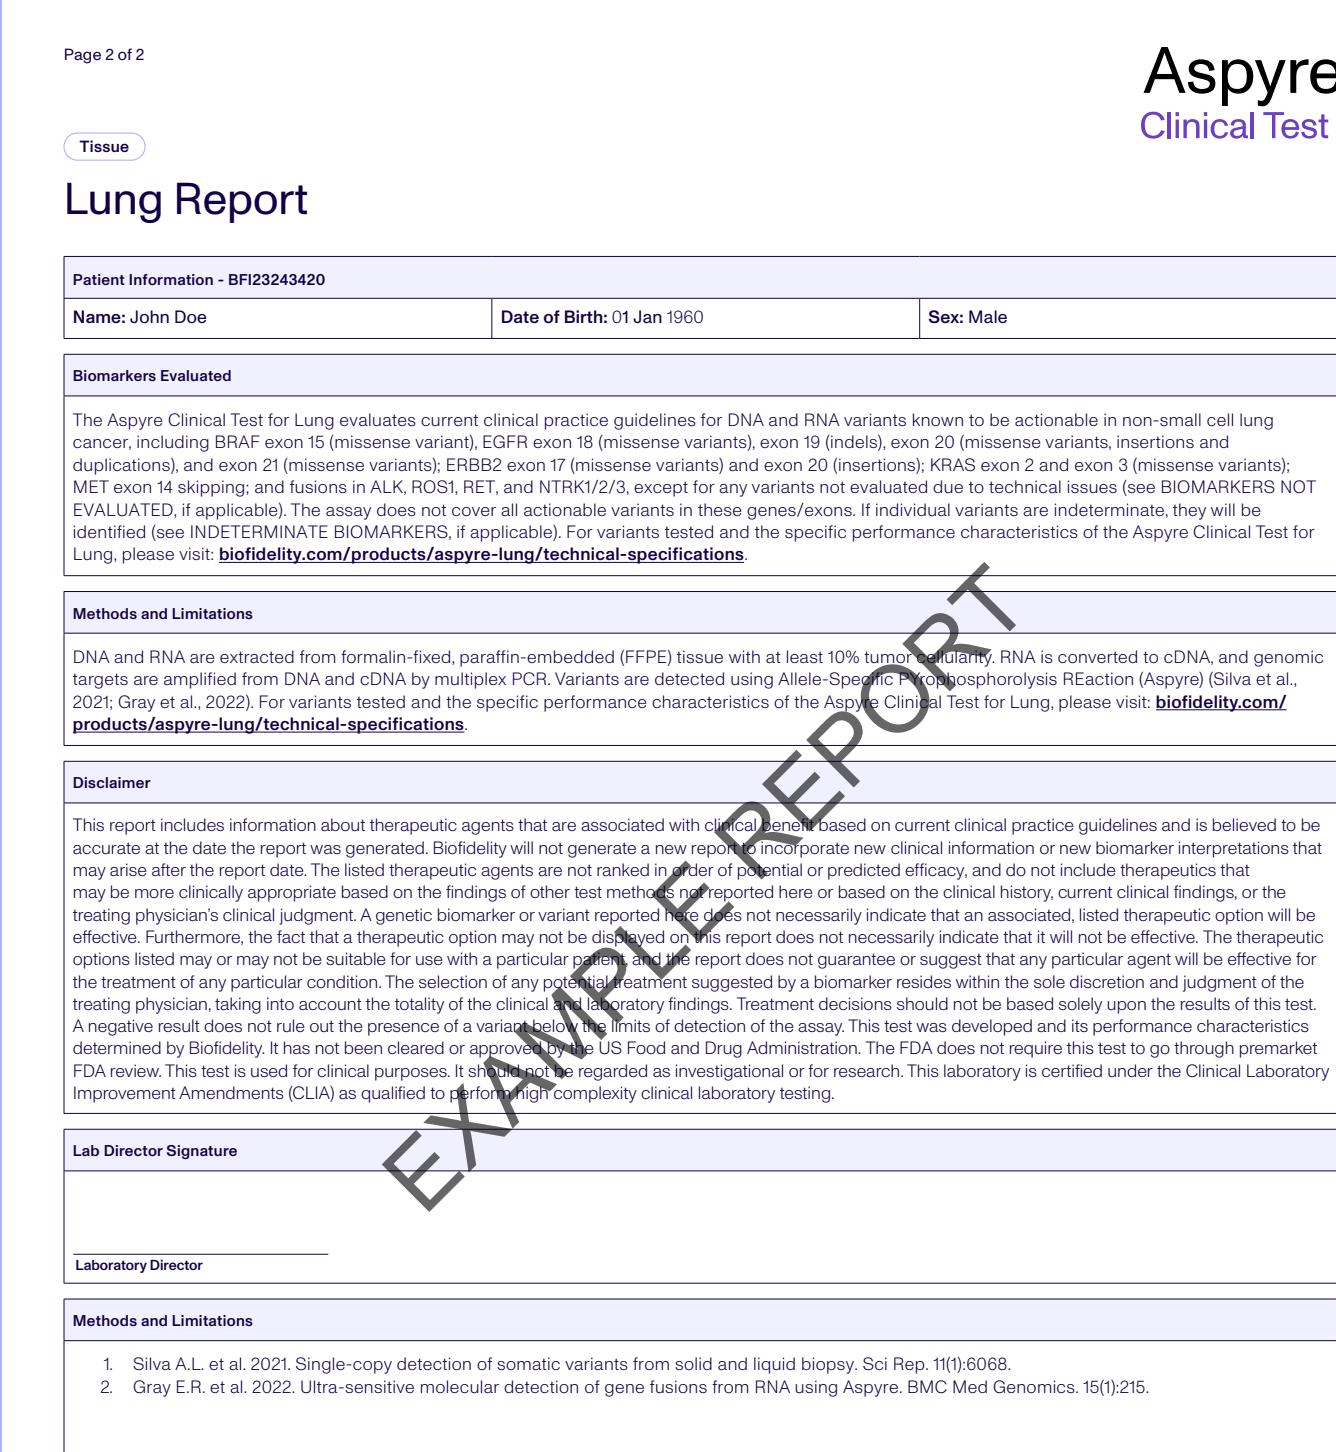 Page 2 of 2
Aspyre
Clinical Test
Tissue
Lung Report
Patient Information - BFI23243420
Name: John Doe
Date of Birth: 01 Jan 1960
Sex: Male
Biomarkers Evaluated
The Aspyre Clinical Test for Lung evaluates current clinical practice guidelines for DNA and RNA variants known to be actionable in non-small cell lung
cancer, including BRAF exon 15 (missense variant), EGFR exon 18 (missense variants), exon 19 (indels), exon 20 (missense variants, insertions and
duplications), and exon 21 (missense variants); ERBB2 exon 17 (missense variants) and exon 20 (insertions); KRAS exon 2 and exon 3 (missense variants);
MET exon 14 skipping; and fusions in ALK, ROS1, RET, and NTRK1/2/3, except for any variants not evaluated due to technical issues (see BIOMARKERS NOT
EVALUATED, if applicable). The assay does not cover all actionable variants in these genes/exons. If individual variants are indeterminate, they will be
identified (see INDETERMINATE BIOMARKERS, if applicable). For variants tested and the specific performance characteristics of the Aspyre Clinical Test for
Lung, please visit: biofidelity.com/products/aspyre-lung/technical-specifications.
Methods and Limitations
DNA and RNA are extracted from formalin-fixed, paraffin-embedded (FFPE) tissue with at least 10% tumor cellularity. RNA is converted to cDNA, and genomic
targets are amplified from DNA and cDNA by multiplex PCR. Variants are detected using Allele-Specific PYrophosphorolysis REaction (Aspyre) (Silva et al.,
2021; Gray et al., 2022). For variants tested and the specific performance characteristics of the Aspyre Clinical Test for Lung, please visit: biofidelity.com/
products/aspyre-lung/technical-specifications.
Disclaimer
This report includes information about therapeutic agents that are associated with clinical benefit based on current clinical practice guidelines and is believed to be
accurate at the date the report was generated. Biofidelity will not generate a new report to incorporate new clinical information or new biomarker interpretations that
may arise after the report date. The listed therapeutic agents are not ranked in order of potential or predicted efficacy, and do not include therapeutics that
may be more clinically appropriate based on the findings of other test methods not reported here or based on the clinical history, current clinical findings, or the
treating physician's clinical judgment. A genetic biomarker or variant reported here does not necessarily indicate that an associated, listed therapeutic option will be
effective. Furthermore, the fact that a therapeutic option may not be displayed on this report does not necessarily indicate that it will not be effective. The therapeutic
options listed may or may not be suitable for use with a particular patient, and the report does not guarantee or suggest that any particular agent will be effective for
the treatment of any particular condition. The selection of any potential treatment suggested by a biomarker resides within the sole discretion and judgment of the
treating physician, taking into account the totality of the clinical and laboratory findings. Treatment decisions should not be based solely upon the results of this test.
A negative result does not rule out the presence of a variant below the limits of detection of the assay. This test was developed and its performance characteristics
determined by Biofidelity. It has not been cleared or approved by the US Food and Drug Administration. The FDA does not require this test to go through premarket
FDA review. This test is used for clinical purposes. It should not be regarded as investigational or for research. This laboratory is certified under the Clinical Laboratory
Improvement Amendments (CLIA) as qualified to perform high complexity clinical laboratory testing.
EXAMPLE REPORT
Lab Director Signature
Laboratory Director
Methods and Limitations
1. Silva A.L. et al. 2021. Single-copy detection of somatic variants from solid and liquid biopsy. Sci Rep. 11(1):6068.
2. Gray E.R. et al. 2022. Ultra-sensitive molecular detection of gene fusions from RNA using Aspyre. BMC Med Genomics. 15(1):215.